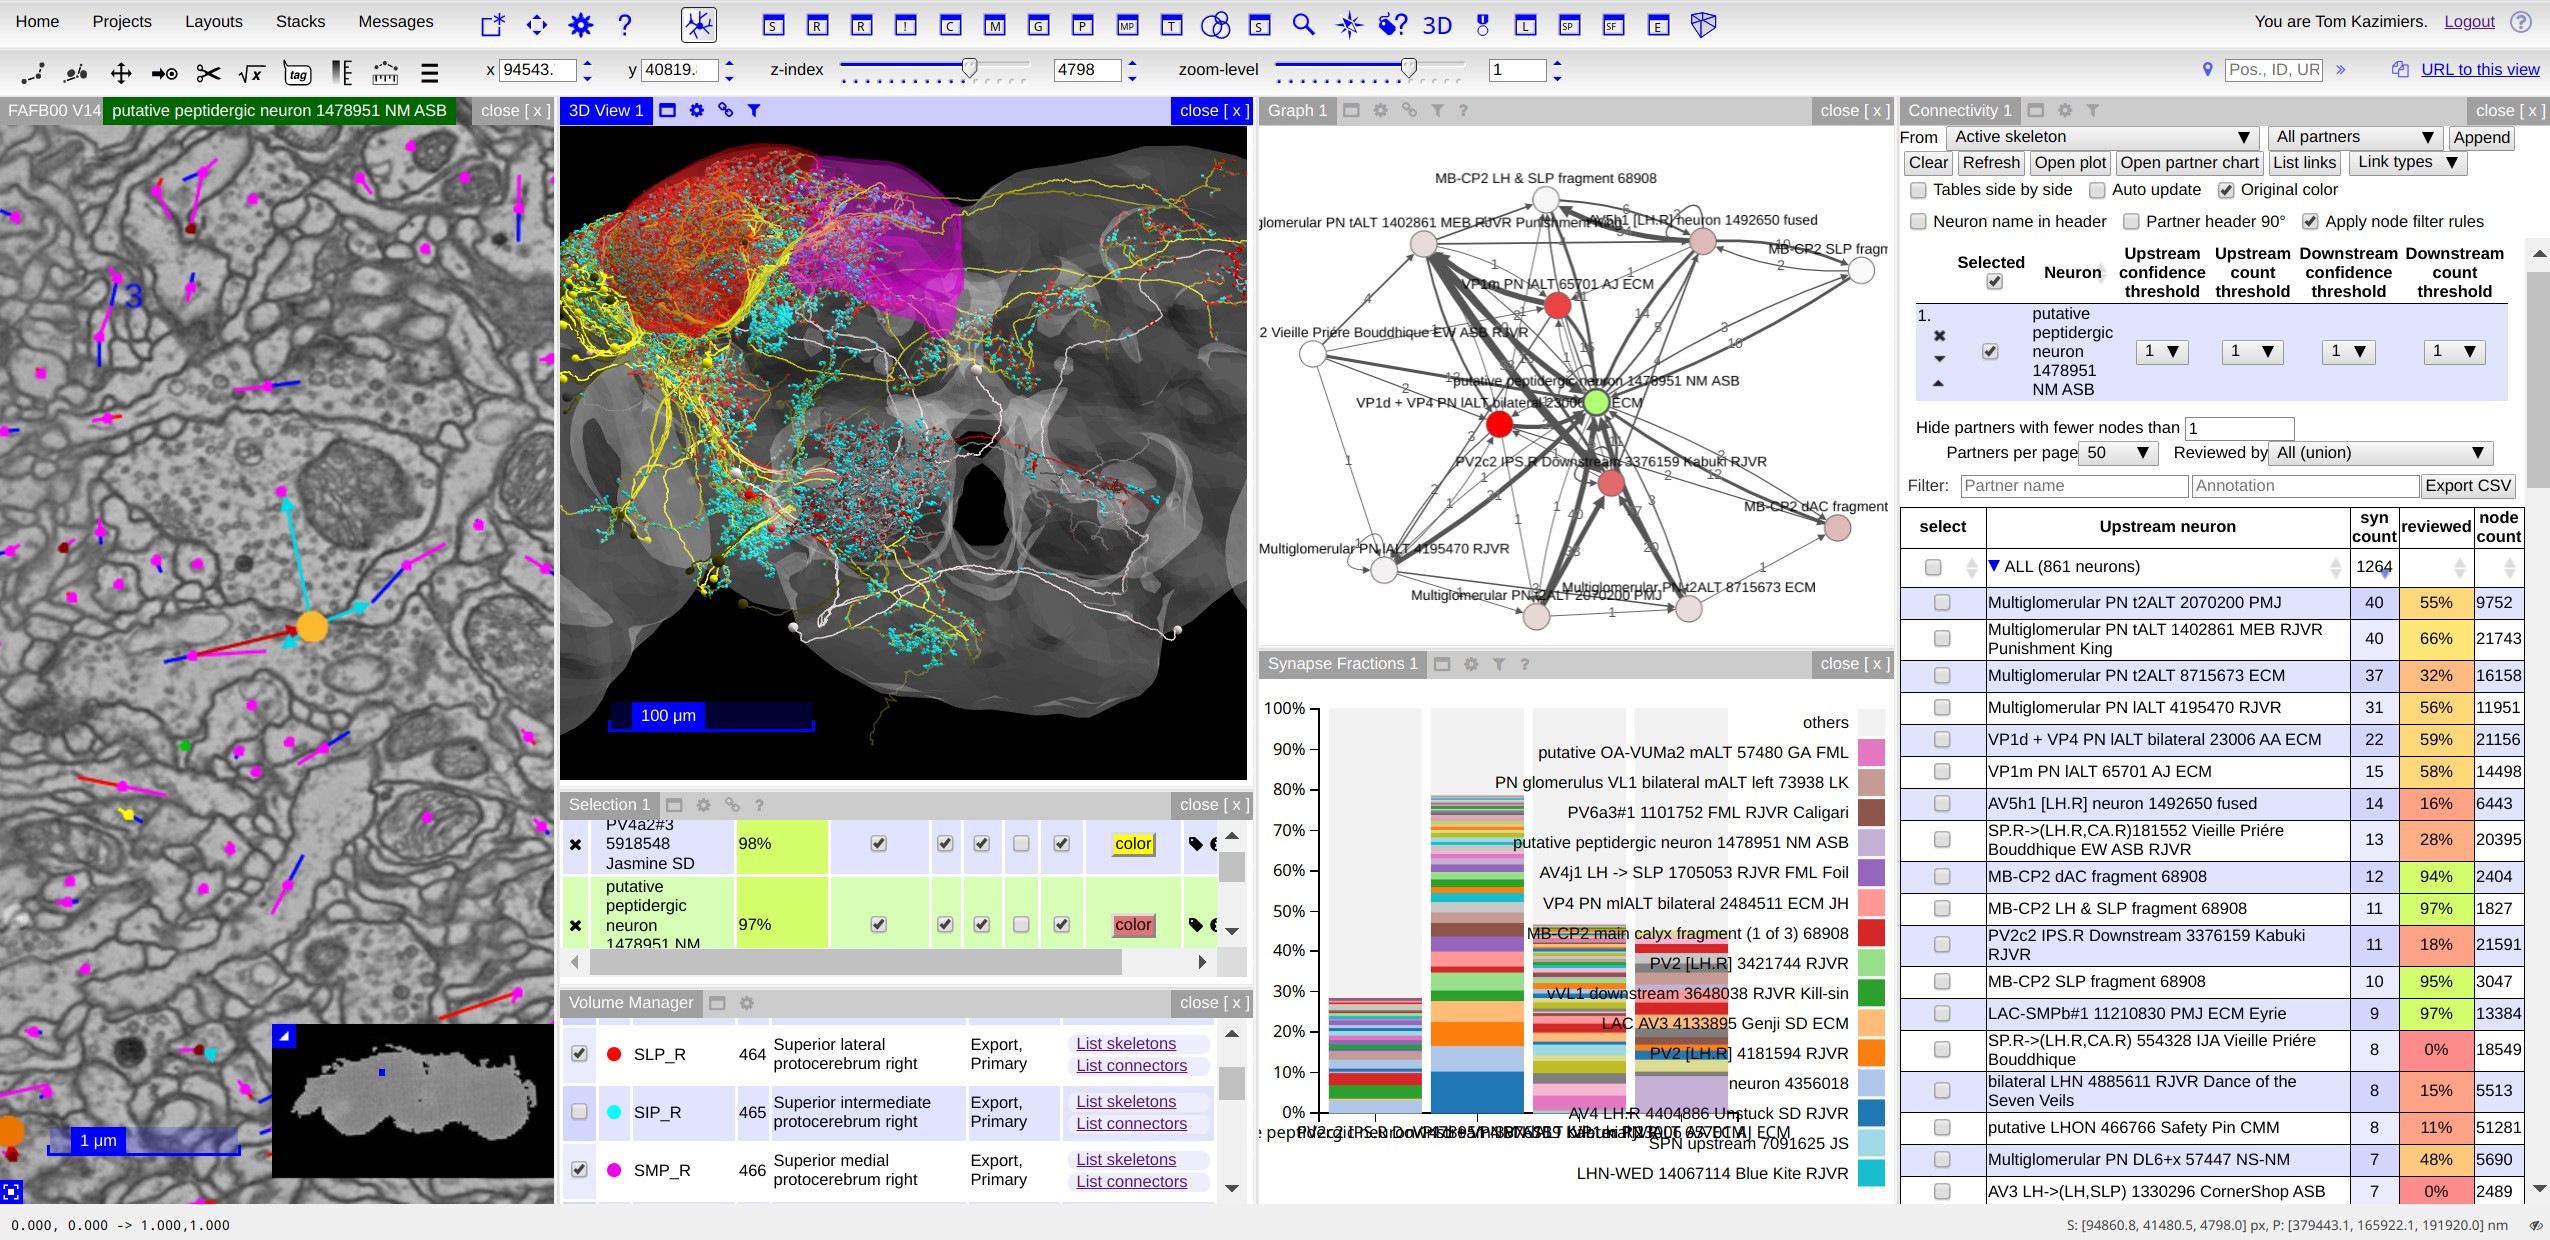 Home Projects Layouts Stacks Messages
S R R ! C M G P MP T S 3D L SP SF E
You are Tom Kazimiers. Logout ?
tag x 94543. y 40819. z-index 4798 zoom-level 1
Pos., ID, UR » URL to this view
FAFB00 V14 putative peptidergic neuron 1478951 NM ASB close [ x ]
3
1 µm
3D View 1 close [ x ]
100 µm
Selection 1 ? close [ x ]
PV4a2#3
5918548
Jasmine SD
98% color
putative
peptidergic
neuron
1478951 NM
97% color
Volume Manager close [ x ]
SLP_R 464 Superior lateral protocerebrum right Export, Primary List skeletons List connectors
SIP_R 465 Superior intermediate protocerebrum right Export, Primary List skeletons List connectors
SMP_R 466 Superior medial protocerebrum right Export, Primary List skeletons List connectors
Graph 1 ? close [ x ]
MB-CP2 LH & SLP fragment 68908
glomerular PN tALT 1402861 MEB RJVR Punishment King
AV5h1 [LH.R] neuron 1492650 fused
MB-CP2 SLP fragm
VP1m PN lALT 65701 AJ ECM
2 Vieille Priére Bouddhique EW ASB RJVR
putative peptidergic neuron 1478951 NM ASB
VP1d + VP4 PN lALT bilateral 23006 AA ECM
PV2c2 IPS.R Downstream 3376159 Kabuki RJVR
MB-CP2 dAC fragment
Multiglomerular PN lALT 4195470 RJVR
Multiglomerular PN t2ALT 8715673 ECM
Multiglomerular PN t2ALT 2070200 PMJ
Synapse Fractions 1 ? close [ x ]
100%
90%
80%
70%
60%
50%
40%
30%
20%
10%
0%
others
putative OA-VUMa2 mALT 57480 GA FML
PN glomerulus VL1 bilateral mALT left 73938 LK
PV6a3#1 1101752 FML RJVR Caligari
putative peptidergic neuron 1478951 NM ASB
AV4j1 LH -> SLP 1705053 RJVR FML Foil
VP4 PN mlALT bilateral 2484511 ECM JH
MB-CP2 main calyx fragment (1 of 3) 68908
PV2 [LH.R] 3421744 RJVR
vVL1 downstream 3648038 RJVR Kill-sin
LAC AV3 4133895 Genji SD ECM
PV2 [LH.R] 4181594 RJVR
neuron 4356018
AV4 LH.R 4404886 Unstuck SD RJVR
SPN upstream 7091625 JS
LHN-WED 14067114 Blue Kite RJVR
Connectivity 1 close [ x ]
From Active skeleton All partners Append
Clear Refresh Open plot Open partner chart List links Link types
Tables side by side Auto update Original color
Neuron name in header Partner header 90° Apply node filter rules
Selected Neuron Upstream confidence threshold Upstream count threshold Downstream confidence threshold Downstream count threshold
1. putative peptidergic neuron 1478951 NM ASB 1 1 1 1
Hide partners with fewer nodes than 1
Partners per page 50 Reviewed by All (union)
Filter: Partner name Annotation Export CSV
select Upstream neuron syn count reviewed node count
ALL (861 neurons) 1264
Multiglomerular PN t2ALT 2070200 PMJ 40 55% 9752
Multiglomerular PN tALT 1402861 MEB RJVR Punishment King 40 66% 21743
Multiglomerular PN t2ALT 8715673 ECM 37 32% 16158
Multiglomerular PN lALT 4195470 RJVR 31 56% 11951
VP1d + VP4 PN lALT bilateral 23006 AA ECM 22 59% 21156
VP1m PN lALT 65701 AJ ECM 15 58% 14498
AV5h1 [LH.R] neuron 1492650 fused 14 16% 6443
SP.R->(LH.R,CA.R)181552 Vieille Priére Bouddhique EW ASB RJVR 13 28% 20395
MB-CP2 dAC fragment 68908 12 94% 2404
MB-CP2 LH & SLP fragment 68908 11 97% 1827
PV2c2 IPS.R Downstream 3376159 Kabuki RJVR 11 18% 21591
MB-CP2 SLP fragment 68908 10 95% 3047
LAC-SMPb#1 11210830 PMJ ECM Eyrie 9 97% 13384
SP.R->(LH.R,CA.R) 554328 IJA Vieille Priére Bouddhique 8 0% 18549
bilateral LHN 4885611 RJVR Dance of the Seven Veils 8 15% 5513
putative LHON 466766 Safety Pin CMM 8 11% 51281
Multiglomerular PN DL6+x 57447 NS-NM 7 48% 5690
AV3 LH->(LH,SLP) 1330296 CornerShop ASB 7 0% 2489
0.000, 0.000 -> 1.000,1.000
S: [94860.8, 41480.5, 4798.0] px, P: [379443.1, 165922.1, 191920.0] nm